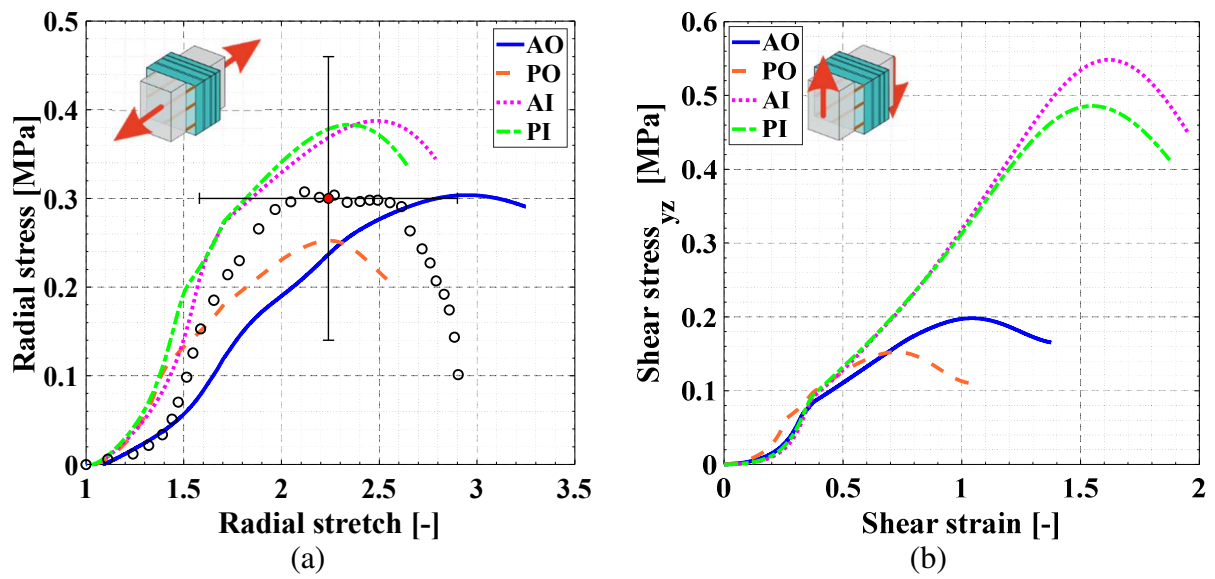 0.5
0.4
0.3
0.2
0.1
0
Radial stress [MPa]
AO
PO
AI
PI
1
1.5
2
2.5
3
3.5
Radial stretch [-]
(a)
0.6
0.5
0.4
0.3
0.2
0.1
0
Shear stress yz [MPa]
AO
PO
AI
PI
0
0.5
1
1.5
2
Shear strain [-]
(b)